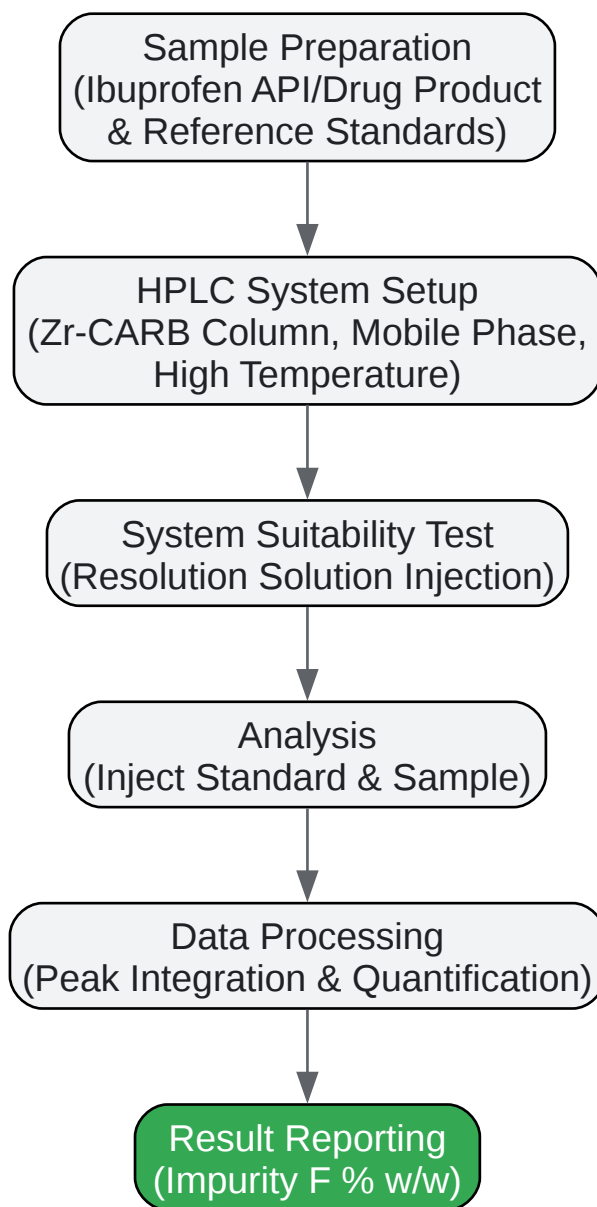 Sample Preparation
(Ibuprofen API/Drug Product
& Reference Standards)
HPLC System Setup
(Zr-CARB Column, Mobile Phase,
High Temperature)
System Suitability Test
(Resolution Solution Injection)
Analysis
(Inject Standard & Sample)
Data Processing
(Peak Integration & Quantification)
Result Reporting
(Impurity F % w/w)